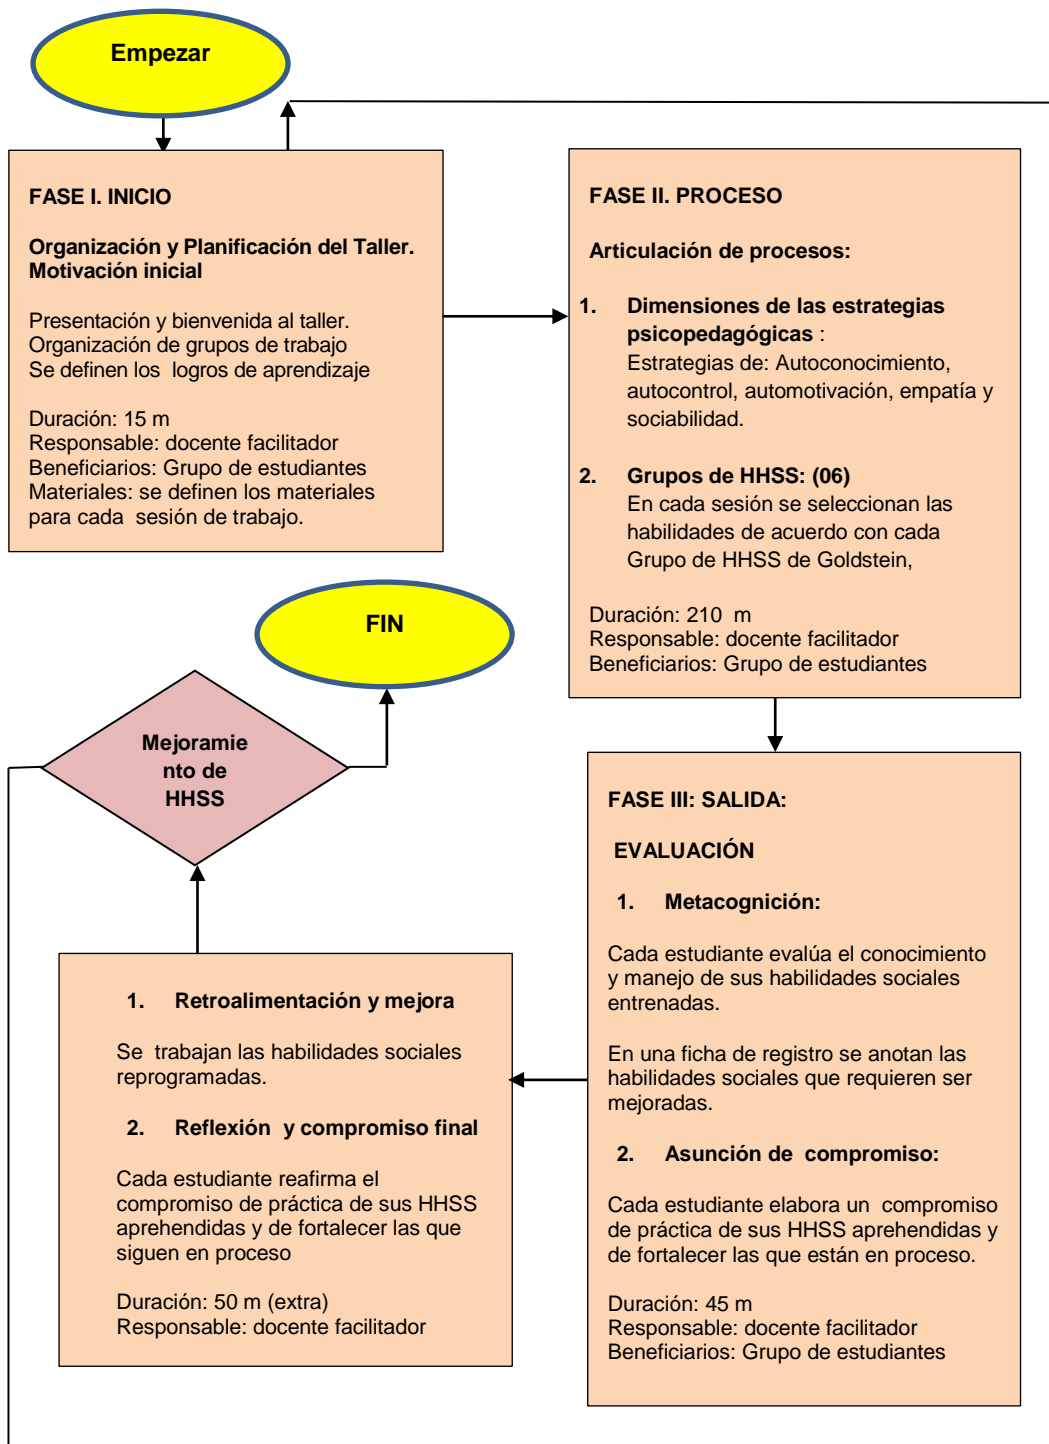 Empezar
FASE I. INICIO
Organización y Planificación del Taller.
Motivación inicial
Presentación y bienvenida al taller.
Organización de grupos de trabajo
Se definen los logros de aprendizaje
Duración: 15 m
Responsable: docente facilitador
Beneficiarios: Grupo de estudiantes
Materiales: se definen los materiales
para cada sesión de trabajo.
FASE II. PROCESO
Articulación de procesos:
1. Dimensiones de las estrategias
psicopedagógicas :
Estrategias de: Autoconocimiento,
autocontrol, automotivación, empatía y
sociabilidad.
2. Grupos de HHSS: (06)
En cada sesión se seleccionan las
habilidades de acuerdo con cada
Grupo de HHSS de Goldstein,
Duración: 210 m
Responsable: docente facilitador
Beneficiarios: Grupo de estudiantes
FASE III: SALIDA:
EVALUACIÓN
1. Metacognición:
Cada estudiante evalúa el conocimiento
y manejo de sus habilidades sociales
entrenadas.
En una ficha de registro se anotan las
habilidades sociales que requieren ser
mejoradas.
2. Asunción de compromiso:
Cada estudiante elabora un compromiso
de práctica de sus HHSS aprehendidas y
de fortalecer las que están en proceso.
Duración: 45 m
Responsable: docente facilitador
Beneficiarios: Grupo de estudiantes
1. Retroalimentación y mejora
Se trabajan las habilidades sociales
reprogramadas.
2. Reflexión y compromiso final
Cada estudiante reafirma el
compromiso de práctica de sus HHSS
aprehendidas y de fortalecer las que
siguen en proceso
Duración: 50 m (extra)
Responsable: docente facilitador
Mejoramie
nto de
HHSS
FIN